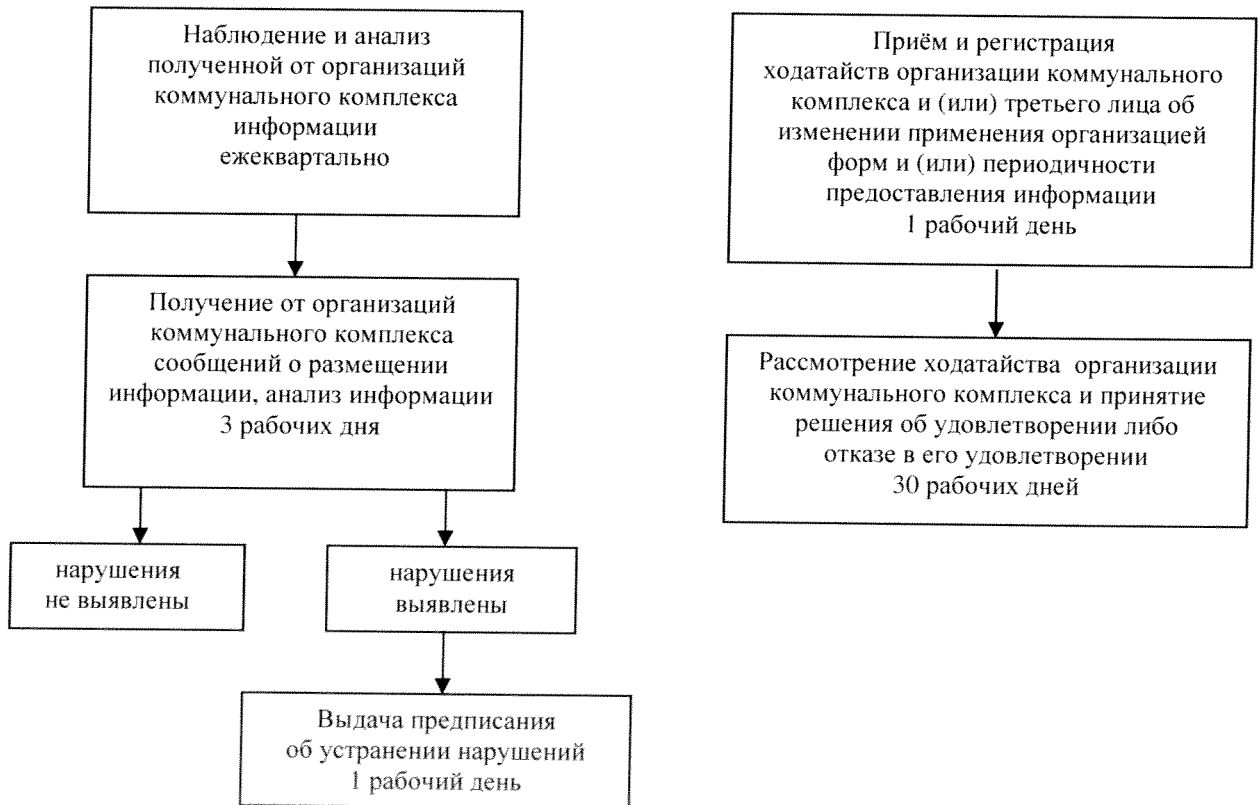 Наблюдение и анализ
полученной от организаций
коммунального комплекса
информации
ежеквартально
Получение от организаций
коммунального комплекса
сообщений о размещении
информации, анализ информации
3 рабочих дня
нарушения
не выявлены
нарушения
выявлены
Выдача предписания
об устранении нарушений
1 рабочий день
Приём и регистрация
ходатайств организации коммунального
комплекса и (или) третьего лица об
изменении применения организацией
форм и (или) периодичности
предоставления информации
1 рабочий день
Рассмотрение ходатайства организации
коммунального комплекса и принятие
решения об удовлетворении либо
отказе в его удовлетворении
30 рабочих дней